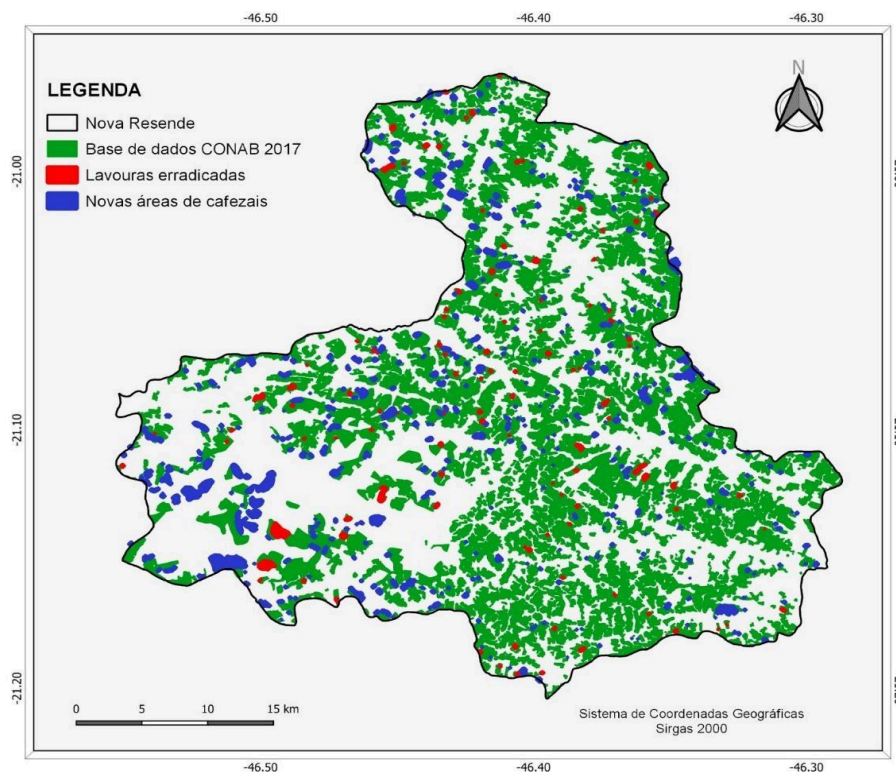 -46.50 -46.40 -46.30
N
LEGENDA
Nova Resende
Base de dados CONAB 2017
Lavouras erradicadas
Novas áreas de cafezais
-21.00
-21.10
-21.20
0 5 10 15 km
Sistema de Coordenadas Geográficas
Sirgas 2000
-46.50 -46.40 -46.30